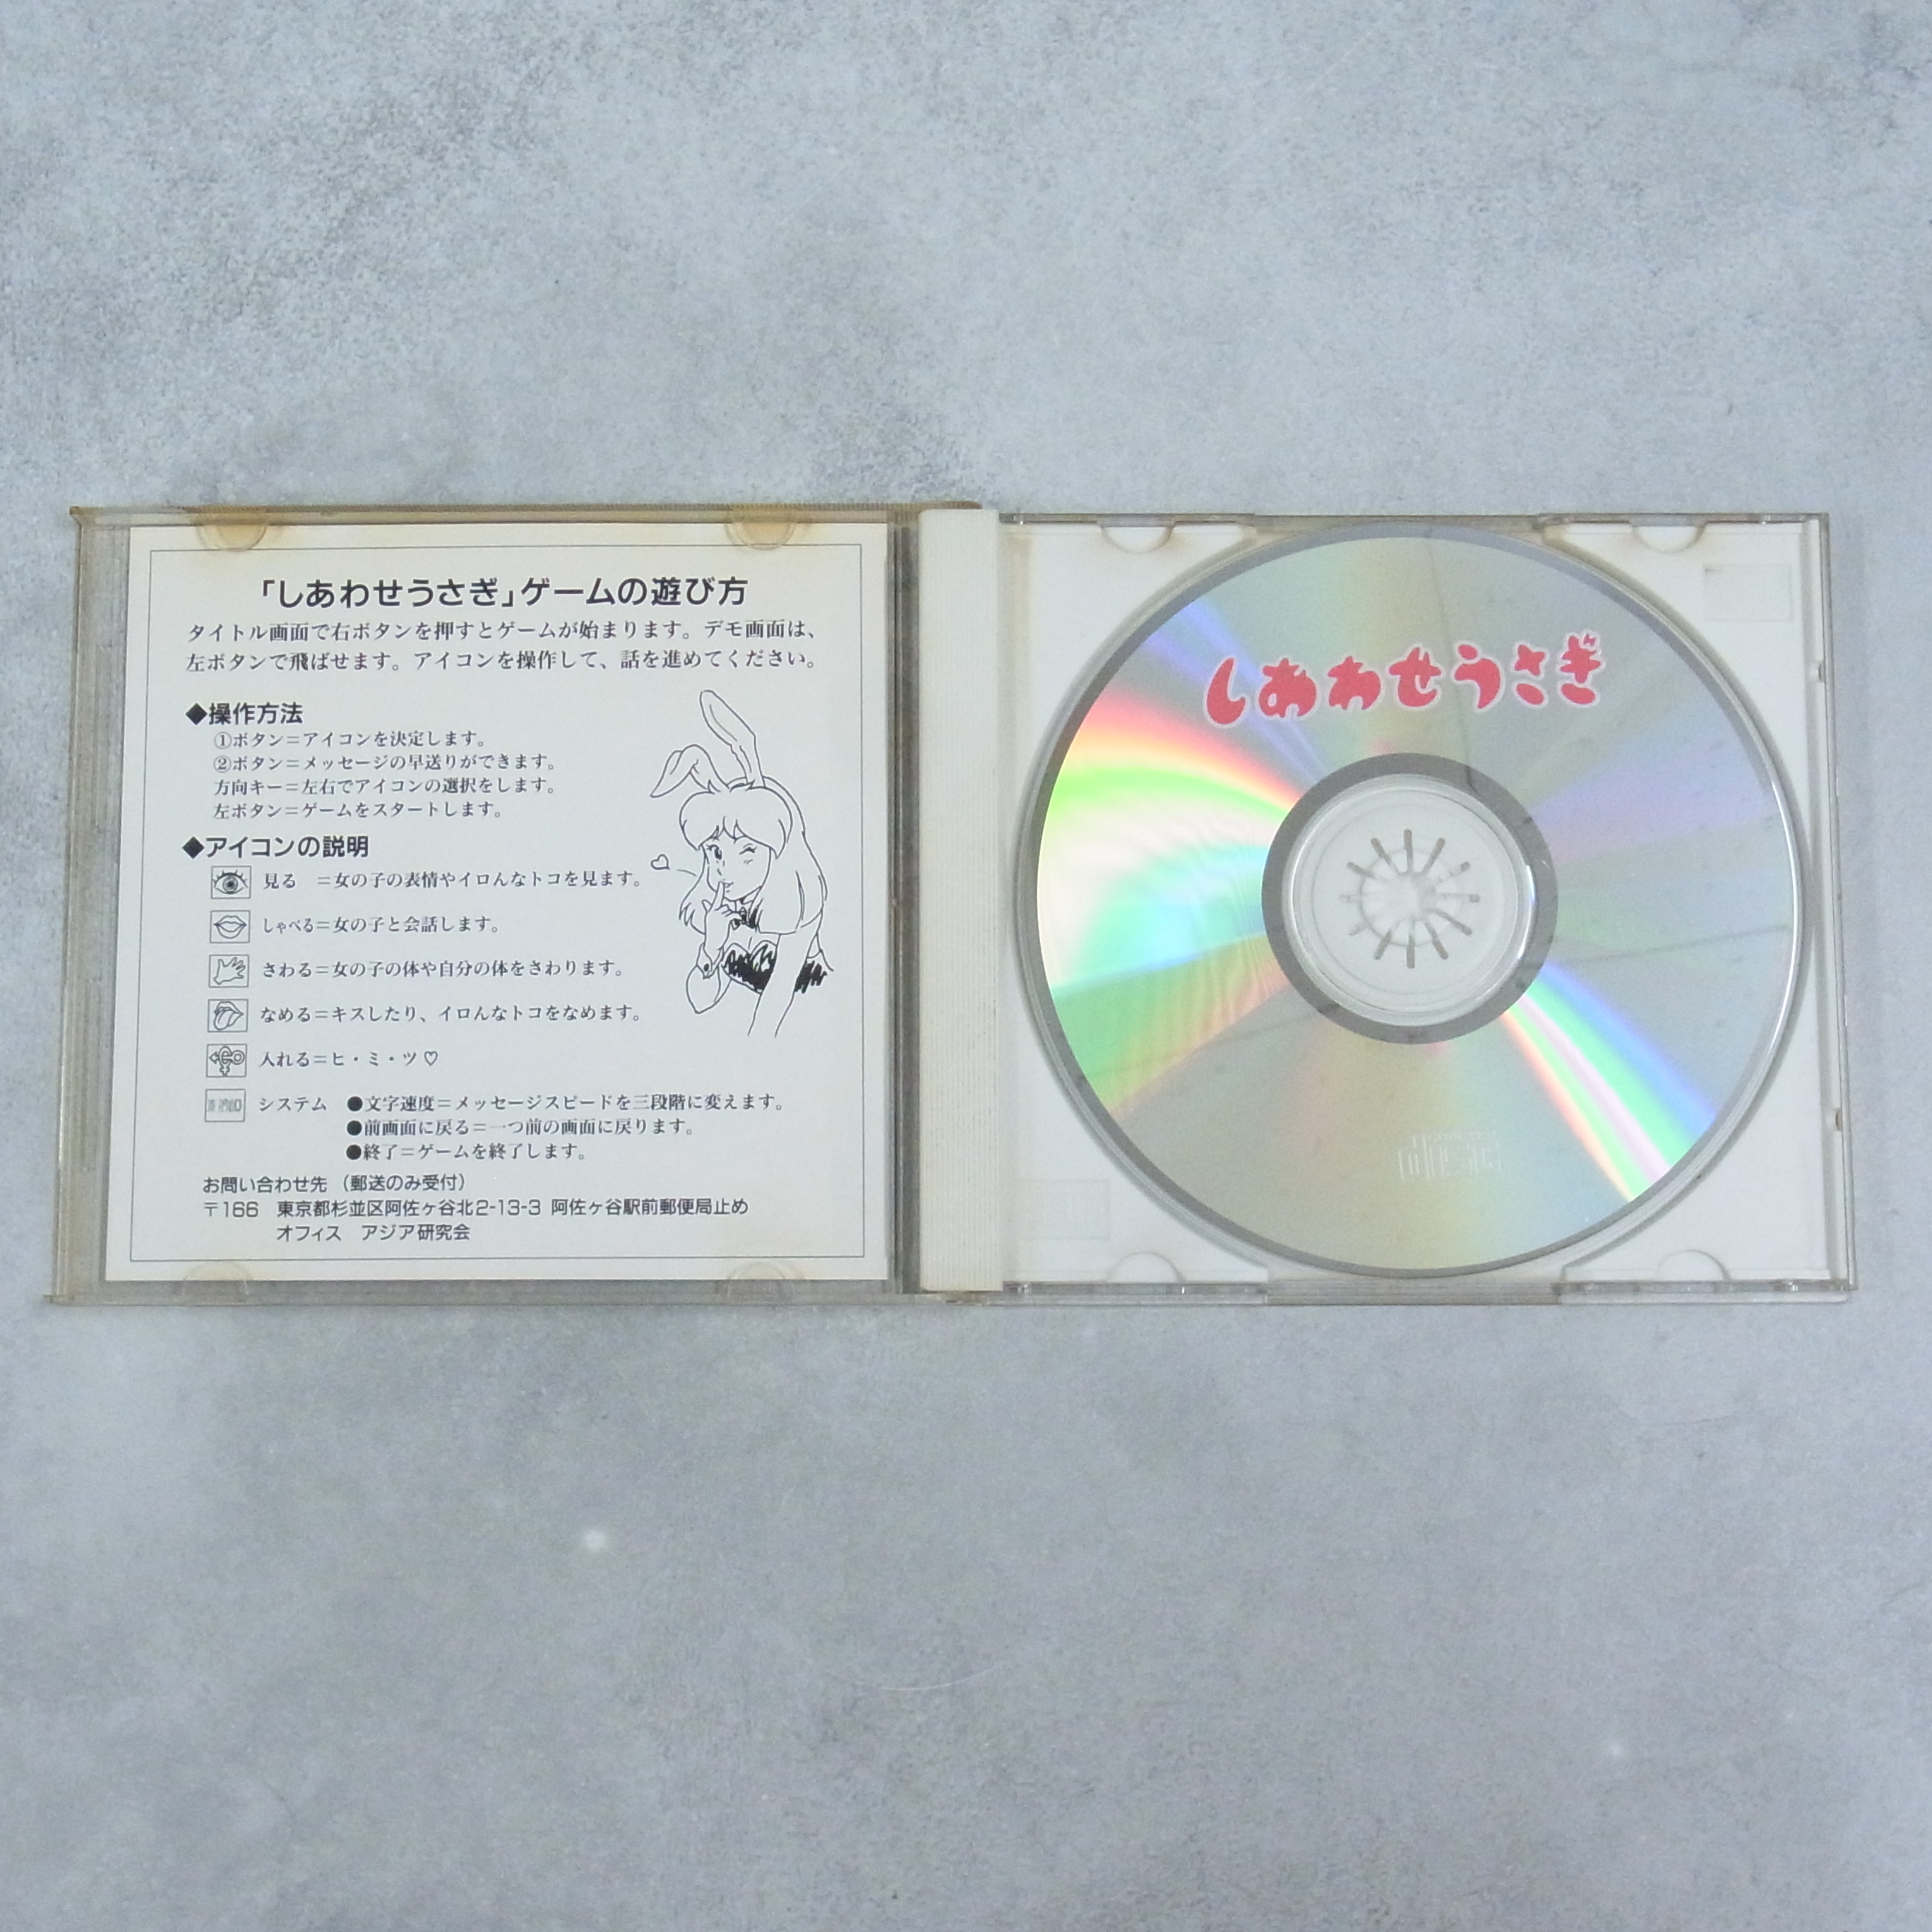 「しあわせうさぎ」ゲームの遊び方
タイトル画面で右ボタンを押すとゲームが始まります。デモ画面は、
左ボタンで飛ばせます。アイコンを操作して、話を進めてください。
◆操作方法
①ボタン＝アイコンを決定します。
②ボタン＝メッセージの早送りができます。
方向キー＝左右でアイコンの選択をします。
左ボタン＝ゲームをスタートします。
◆アイコンの説明
見る　＝女の子の表情やイロんなトコを見ます。
しゃべる＝女の子と会話します。
さわる＝女の子の体や自分の体をさわります。
なめる＝キスしたり、イロんなトコをなめます。
入れる＝ヒ・ミ・ツ♡
システム　●文字速度＝メッセージスピードを三段階に変えます。
●前画面に戻る＝一つ前の画面に戻ります。
●終了＝ゲームを終了します。
お問い合わせ先（郵送のみ受付）
〒166　東京都杉並区阿佐ヶ谷北2-13-3 阿佐ヶ谷駅前郵便局止め
オフィス　アジア研究会
しあわせうさぎ